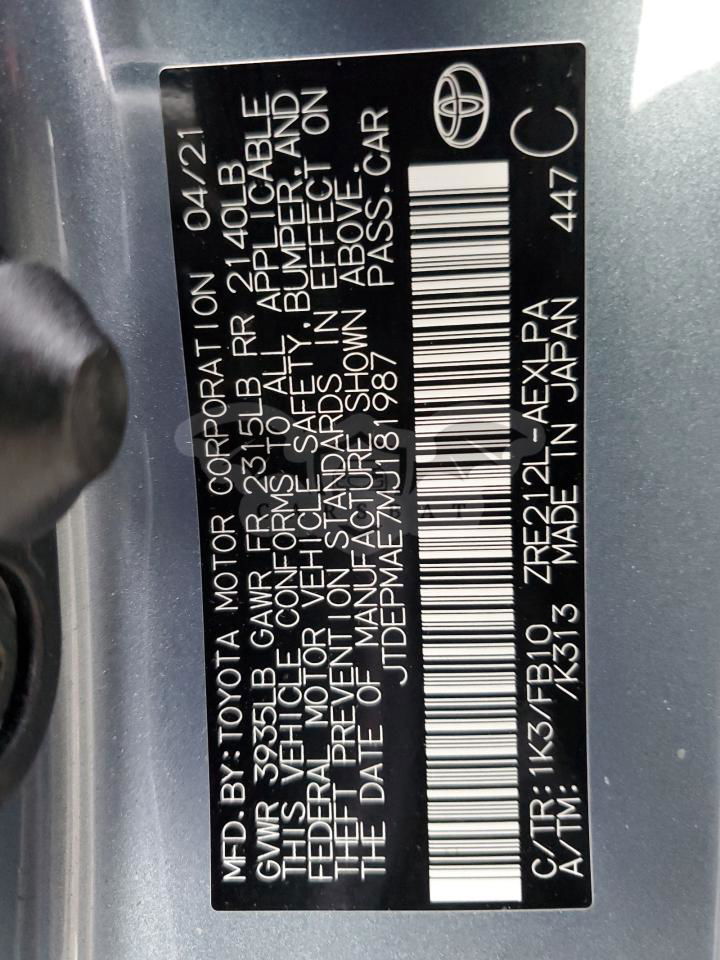 MFD. BY: TOYOTA MOTOR CORPORATION 04/21
GVWR 3935LB GAWR FR 2315LB RR 2140LB
THIS VEHICLE CONFORMS TO ALL APPLICABLE
FEDERAL MOTOR VEHICLE SAFETY, BUMPER, AND
THEFT PREVENTION STANDARDS IN EFFECT ON
THE DATE OF MANUFACTURE SHOWN ABOVE.
JTDEPMAE7MJ181987 PASS. CAR
C/TR: 1K3/FB10 ZRE212L-AEXLPA 447 C
A/TM: /K313 MADE IN JAPAN